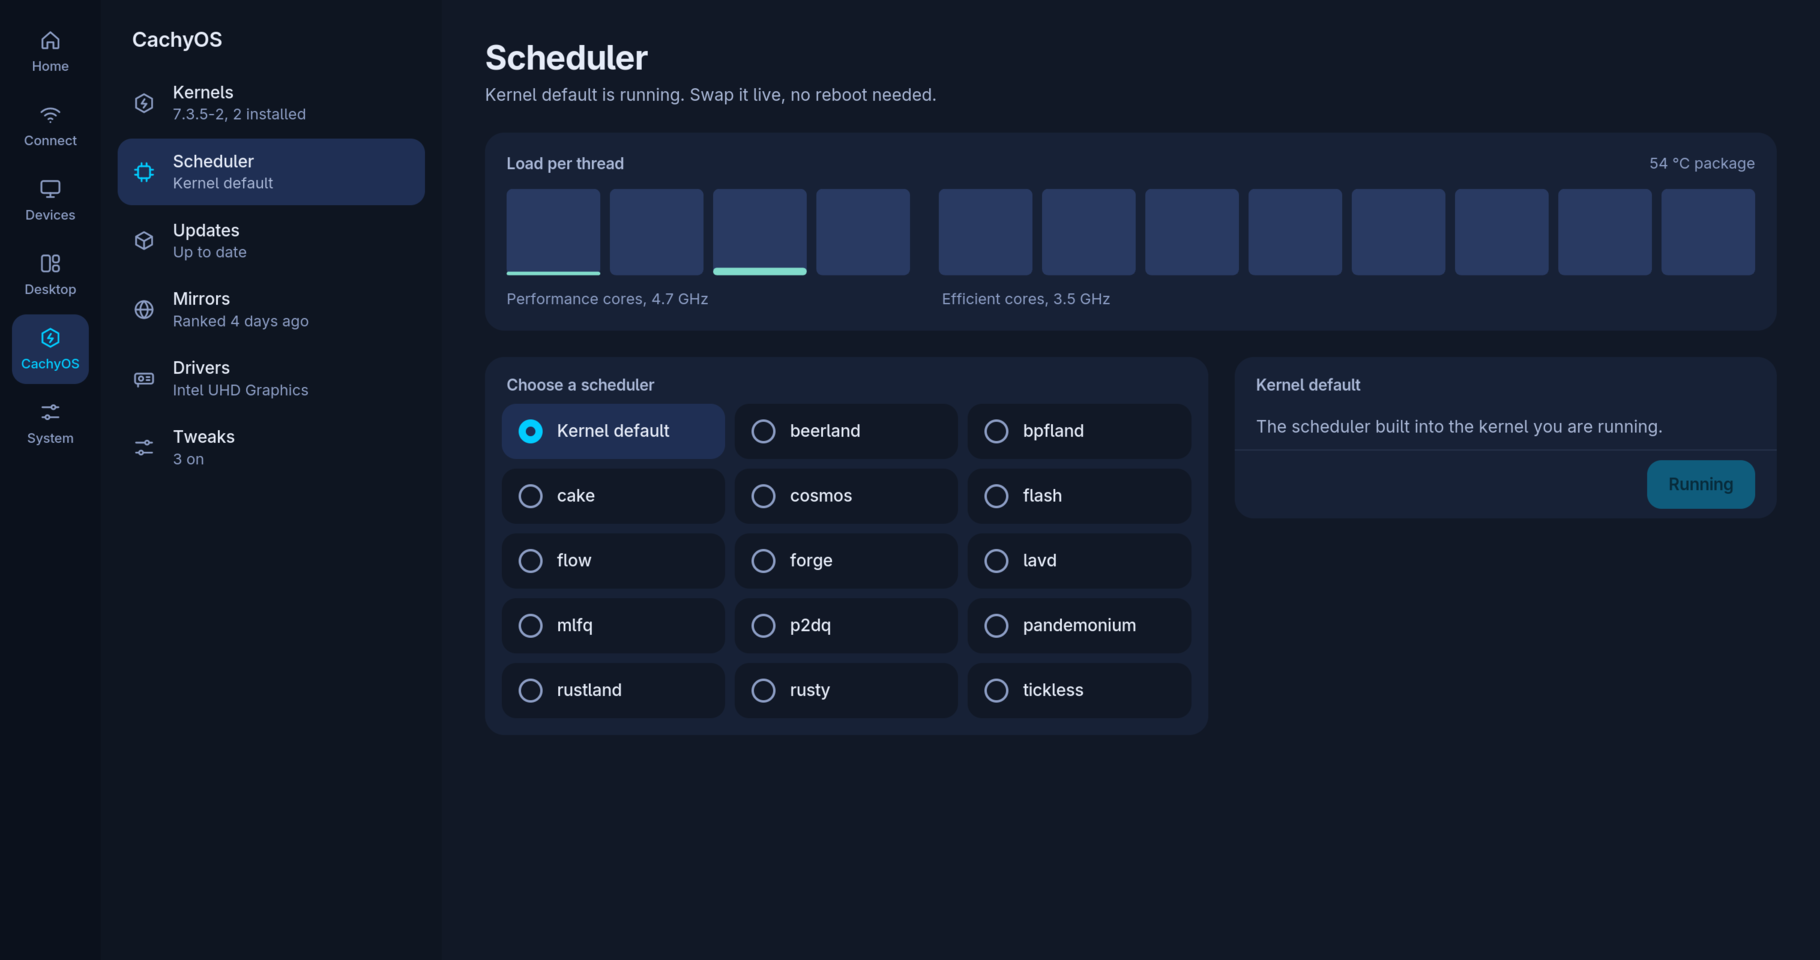 Home
Connect
Devices
Desktop
CachyOS
System
CachyOS
Kernels
7.3.5-2, 2 installed
Scheduler
Kernel default
Updates
Up to date
Mirrors
Ranked 4 days ago
Drivers
Intel UHD Graphics
Tweaks
3 on
Scheduler
Kernel default is running. Swap it live, no reboot needed.
Load per thread
54 °C package
Performance cores, 4.7 GHz
Efficient cores, 3.5 GHz
Choose a scheduler
Kernel default
beerland
bpfland
cake
cosmos
flash
flow
forge
lavd
mlfq
p2dq
pandemonium
rustland
rusty
tickless
Kernel default
The scheduler built into the kernel you are running.
Running